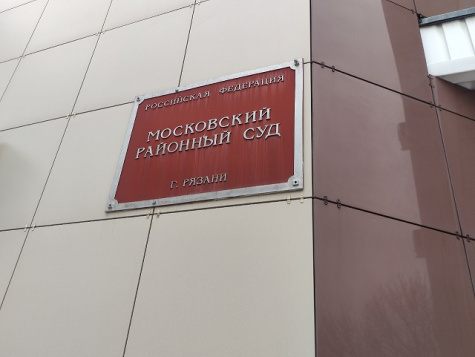 РОССИЙСКАЯ ФЕДЕРАЦИЯ
МОСКОВСКИЙ
РАЙОННЫЙ СУД
Г. РЯЗАНИ